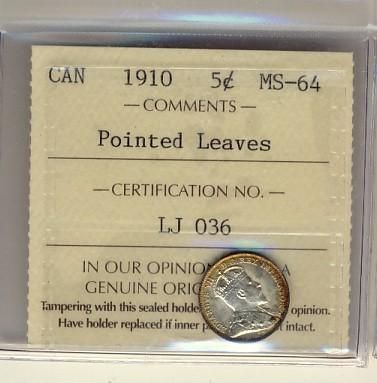 CAN 1910 5¢ MS-64
— COMMENTS —
Pointed Leaves
— CERTIFICATION NO. —
LJ 036
IN OUR OPINION A
GENUINE ORIG
Tampering with this sealed holde opinion.
Have holder replaced if inner p t intact.